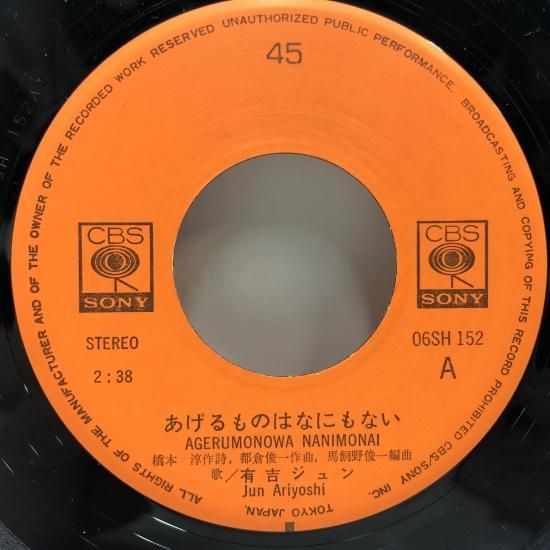 ALL RIGHTS OF THE MANUFACTURER AND OF THE OWNER OF THE RECORDED WORK RESERVED UNAUTHORIZED PUBLIC PERFORMANCE. BROADCASTING AND COPYING OF THIS RECORD PROHIBITED CBS/SONY INC.
TOKYO JAPAN.
45
CBS
SONY
CBS
SONY
STEREO
06SH 152
2:38
A
あげるものはなにもない
AGERUMONOWA NANIMONAI
橋本 淳作詩, 都倉俊一作曲, 馬飼野俊一編曲
歌/有吉ジュン
Jun Ariyoshi